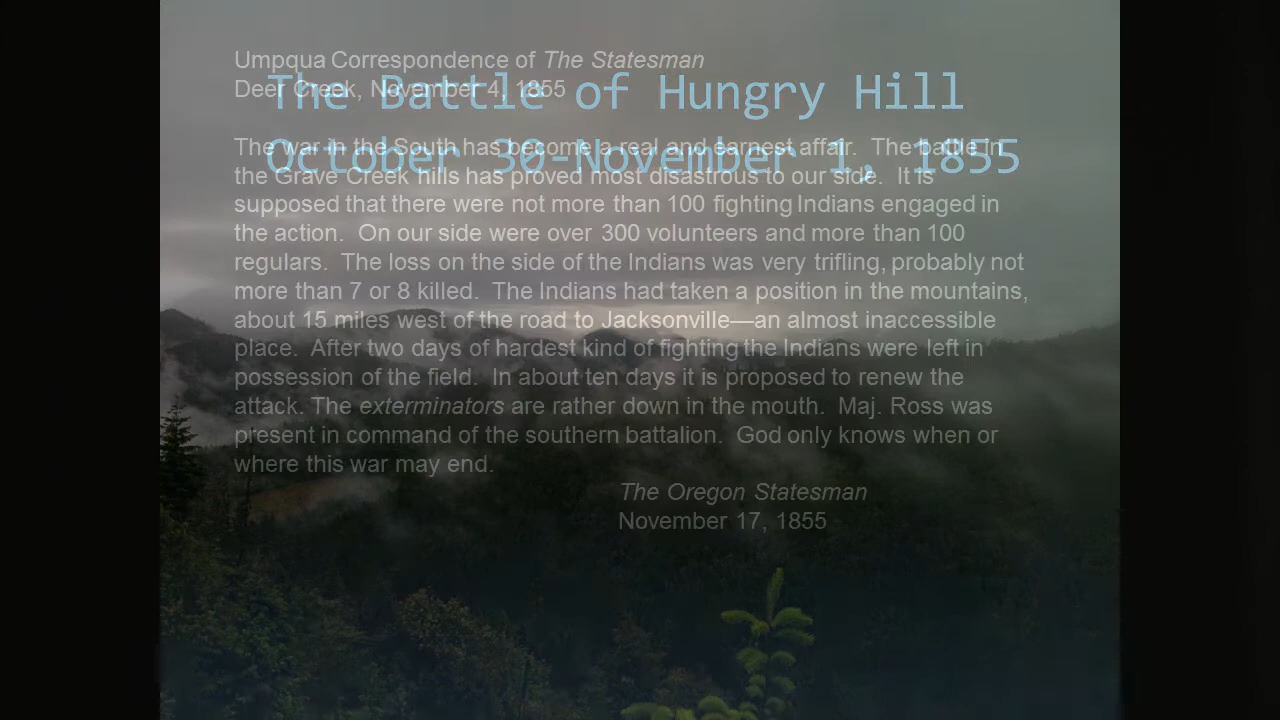 Umpqua Correspondence of The Statesman
Deer Creek, November 4, 1855
The Battle of Hungry Hill
October 30-November 1, 1855
The war in the South has become a real and earnest affair.  The battle in
the Grave Creek hills has proved most disastrous to our side.  It is
supposed that there were not more than 100 fighting Indians engaged in
the action.  On our side were over 300 volunteers and more than 100
regulars.  The loss on the side of the Indians was very trifling, probably not
more than 7 or 8 killed.  The Indians had taken a position in the mountains,
about 15 miles west of the road to Jacksonville—an almost inaccessible
place.  After two days of hardest kind of fighting the Indians were left in
possession of the field.  In about ten days it is proposed to renew the
attack. The exterminators are rather down in the mouth.  Maj. Ross was
present in command of the southern battalion.  God only knows when or
where this war may end.
The Oregon Statesman
November 17, 1855